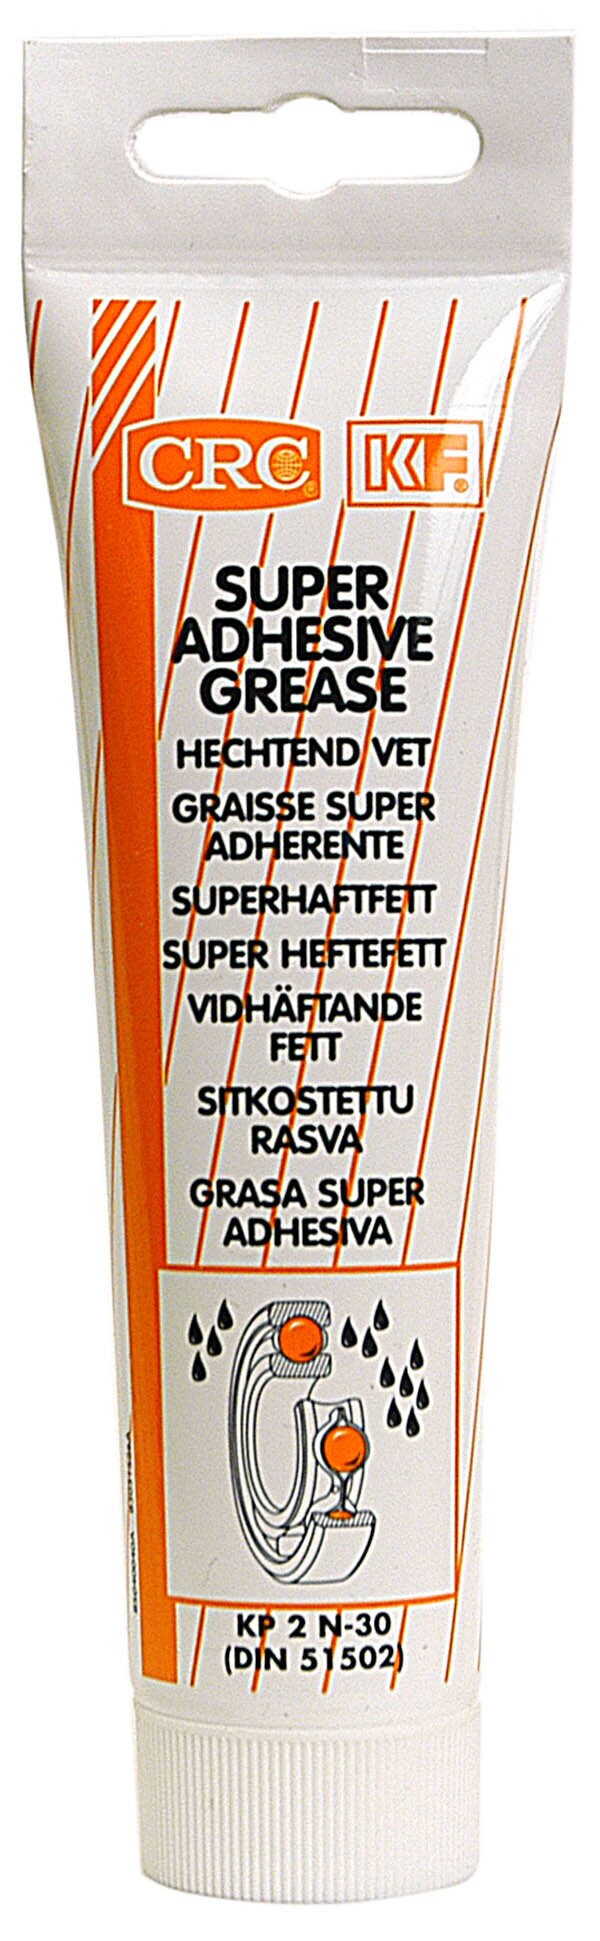 CRC KF
SUPER
ADHESIVE
GREASE
HECHTEND VET
GRAISSE SUPER
ADHERENTE
SUPERHAFTFETT
SUPER HEFTEFETT
VIDHÄFTANDE
FETT
SITKOSTETTU
RASVA
GRASA SUPER
ADHESIVA
KP 2 N-30
(DIN 51502)